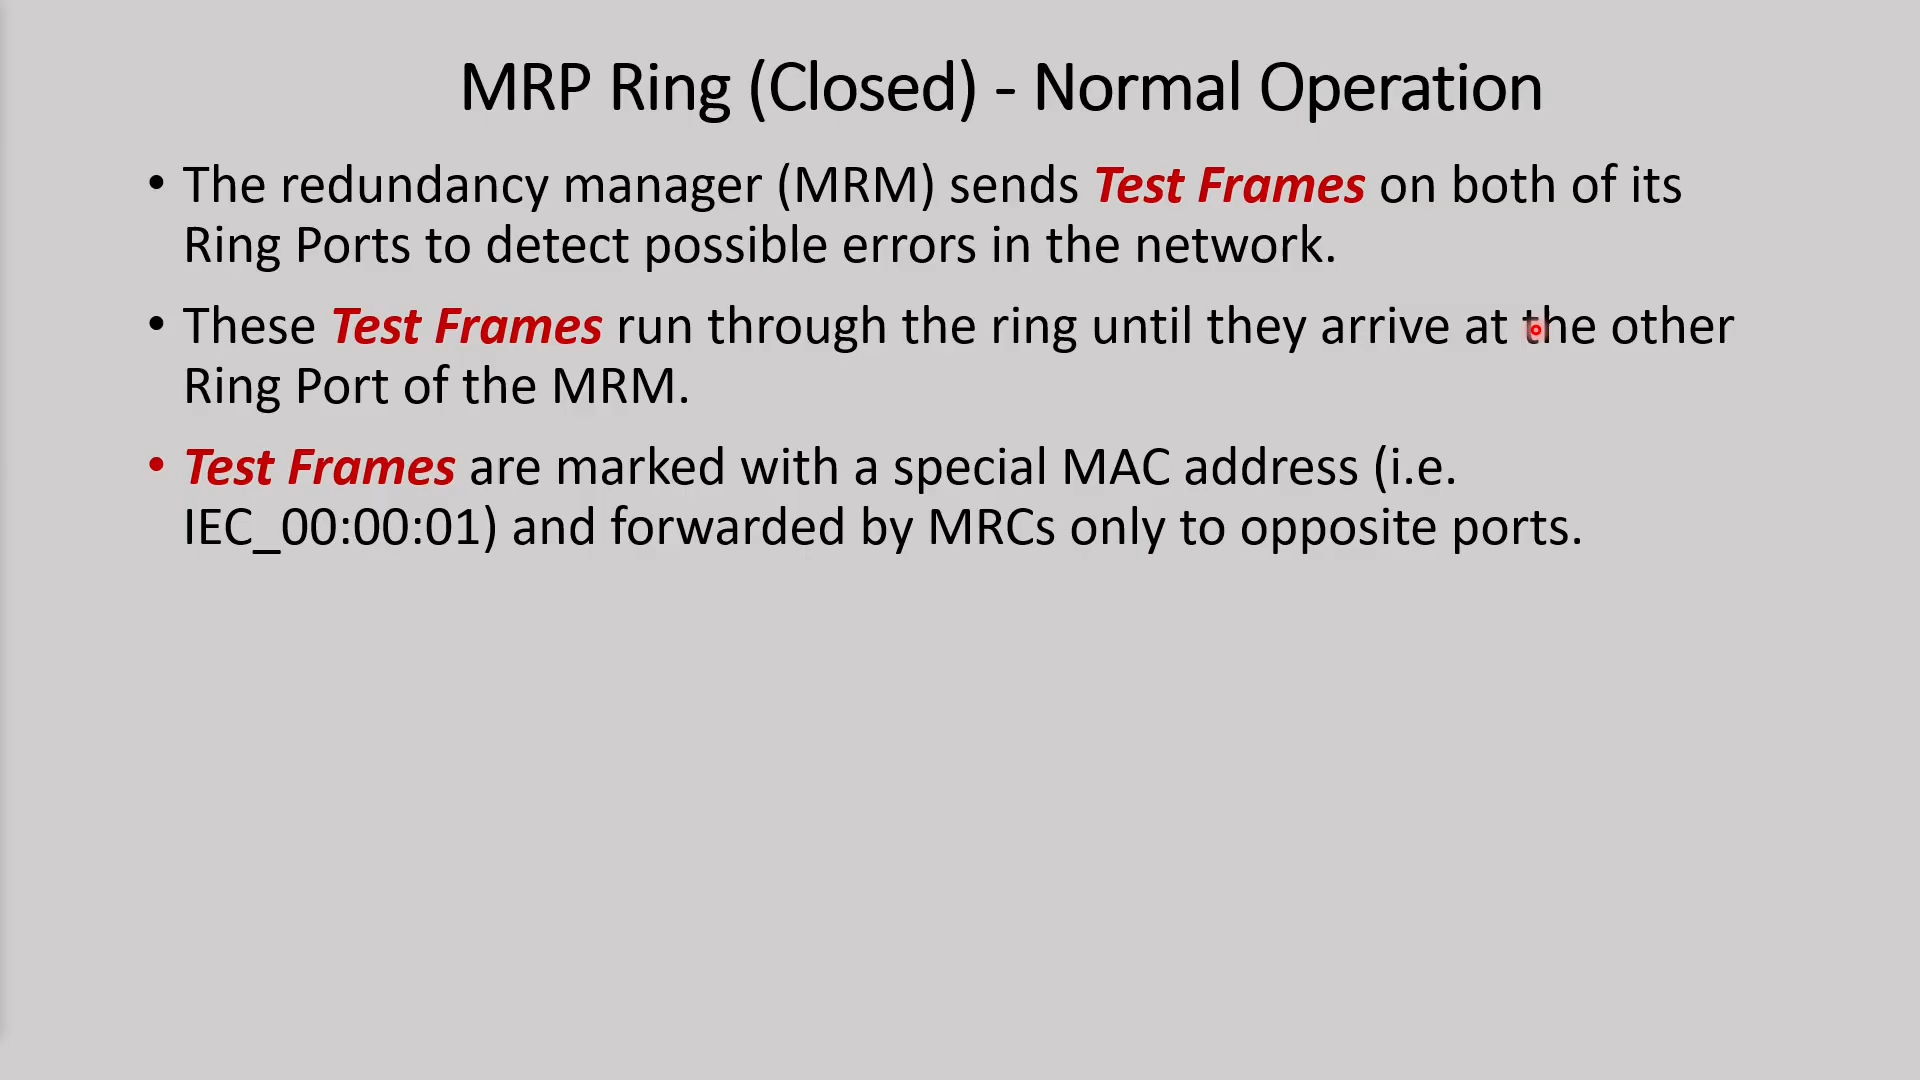 MRP Ring (Closed) - Normal Operation
• The redundancy manager (MRM) sends Test Frames on both of its
Ring Ports to detect possible errors in the network.
• These Test Frames run through the ring until they arrive at the other
Ring Port of the MRM.
• Test Frames are marked with a special MAC address (i.e.
IEC_00:00:01) and forwarded by MRCs only to opposite ports.